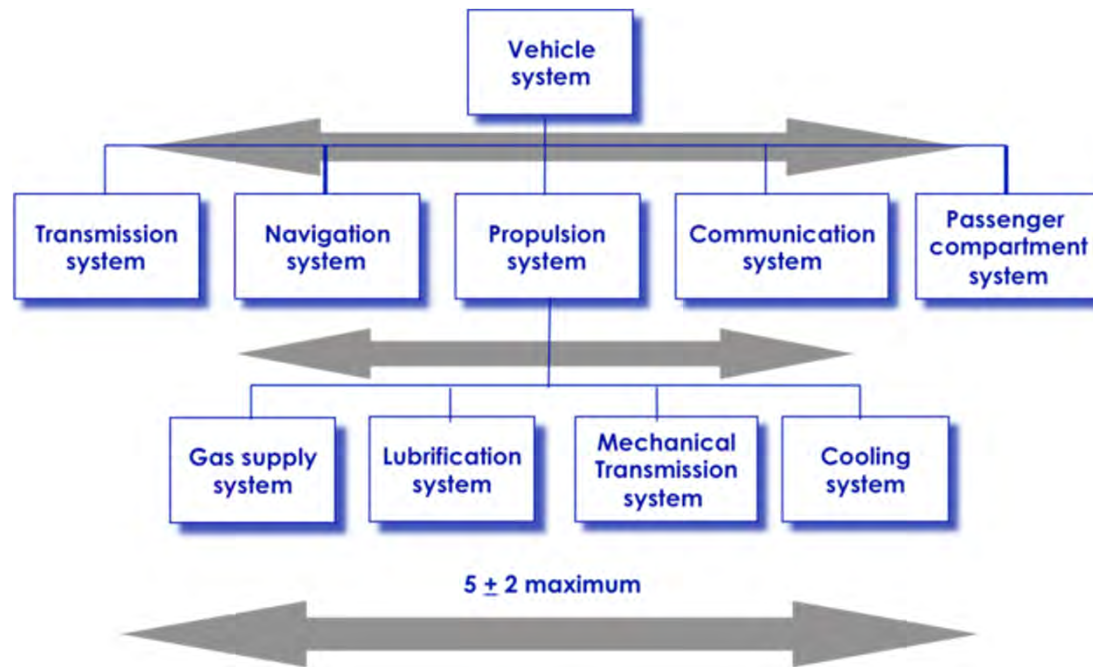 Vehicle
system
Transmission
system
Navigation
system
Propulsion
system
Communication
system
Passenger
compartment
system
Gas supply
system
Lubrification
system
Mechanical
Transmission
system
Cooling
system
5 ± 2 maximum